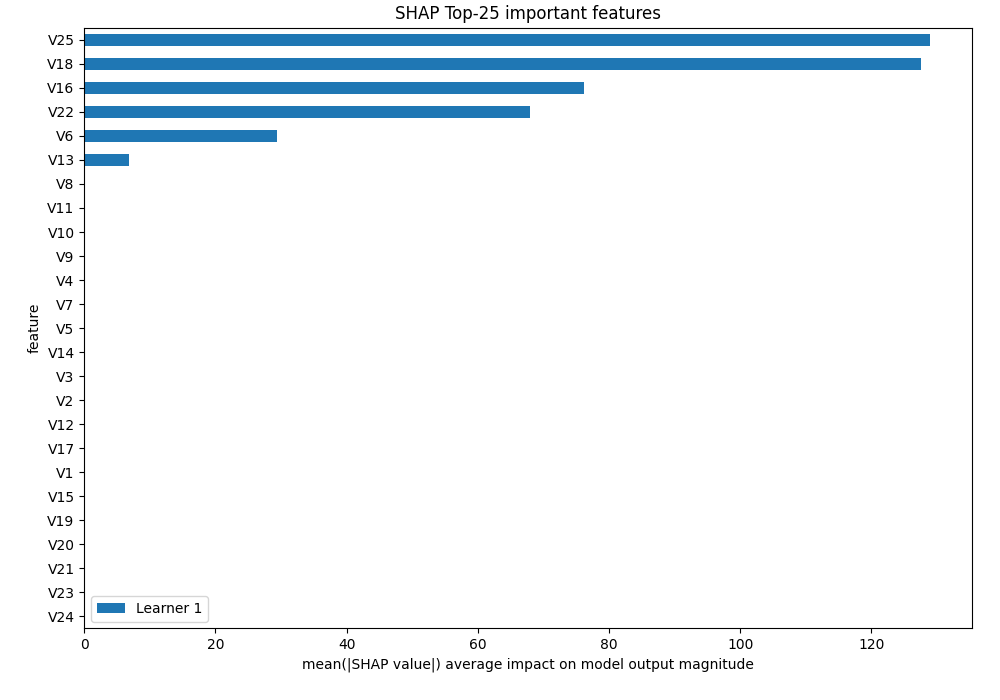 SHAP Top-25 important features
V25
V18
V16
V22
V6
V13
V8
V11
V10
V9
V4
V7
V5
V14
V3
V2
V12
V17
V1
V15
V19
V20
V21
V23
V24
feature
Learner 1
0 20 40 60 80 100 120
mean(|SHAP value|) average impact on model output magnitude